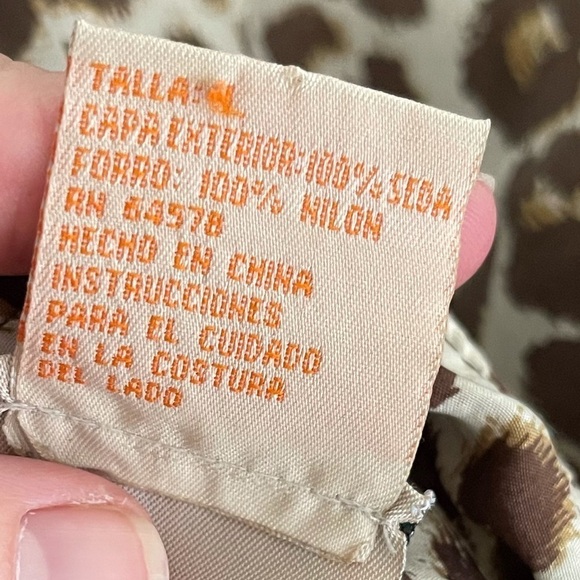 TALLA: L
CAPA EXTERIOR: 100% SEDA
FORRO: 100% NILON
RN 64978
HECHO EN CHINA
INSTRUCCIONES
PARA EL CUIDADO
EN LA COSTURA
DEL LADO